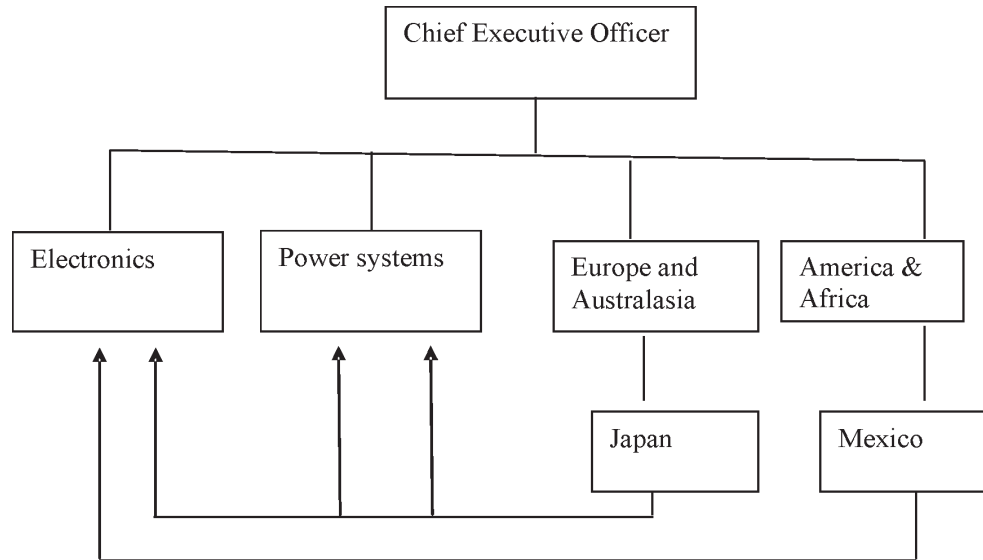 Chief Executive Officer
Electronics
Power systems
Europe and
Australasia
America &
Africa
Japan
Mexico